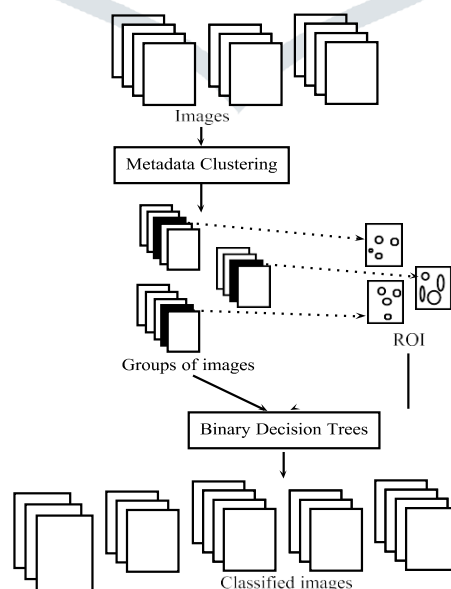 Images
Metadata Clustering
Groups of images
ROI
Binary Decision Trees
Classified images